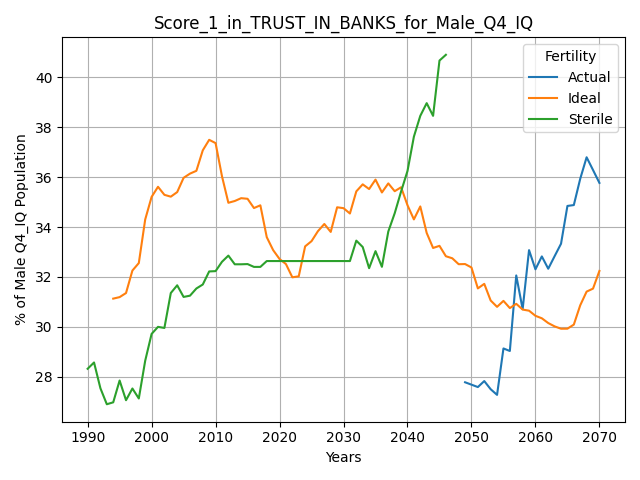 Score_1_in_TRUST_IN_BANKS_for_Male_Q4_IQ
% of Male Q4_IQ Population
40
38
36
34
32
30
28
Fertility
Actual
Ideal
Sterile
1990 2000 2010 2020 2030 2040 2050 2060 2070
Years